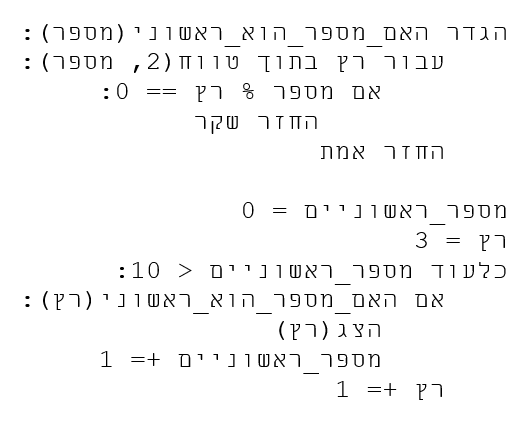 הגדר האם_מספר_הוא_ראשוני(מספר):
עבור רץ בתוך טווח(2, מספר):
אם מספר % רץ == 0:
החזר שקר
החזר אמת
מספר_ראשוניים = 0
רץ = 3
כלעוד מספר_ראשוניים < 10:
אם האם_מספר_הוא_ראשוני(רץ):
הצג(רץ)
מספר_ראשוניים += 1
רץ += 1